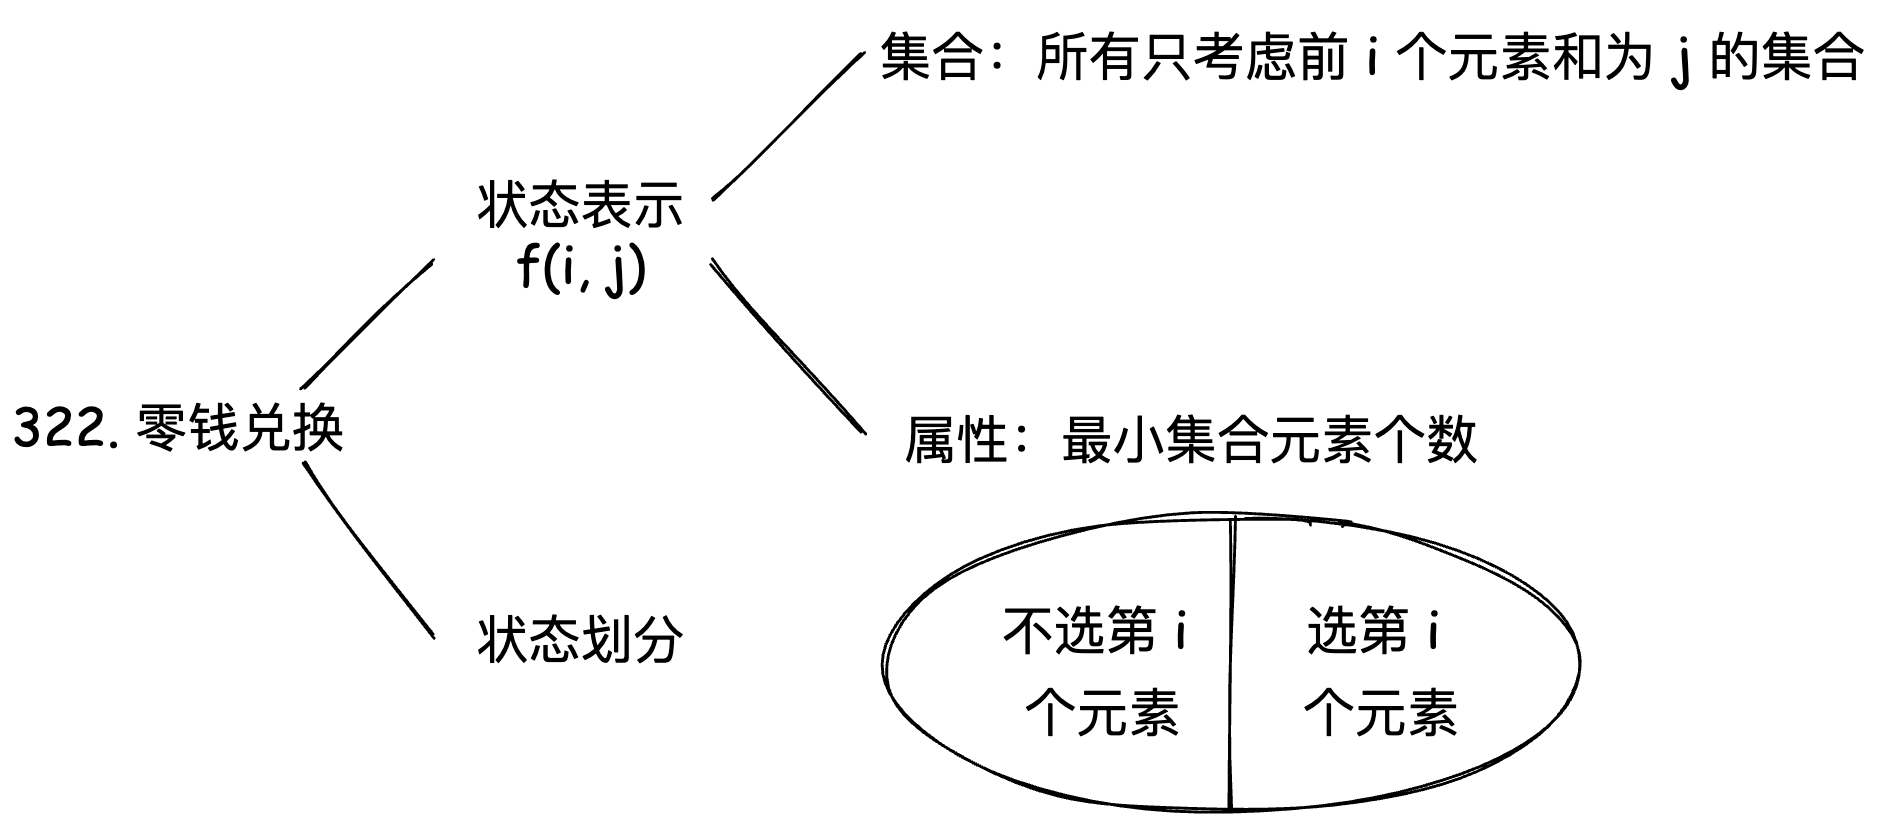 集合：所有只考虑前 i 个元素和为 j 的集合
状态表示
f(i, j)
322. 零钱兑换
属性：最小集合元素个数
状态划分
不选第 i
个元素
选第 i
个元素